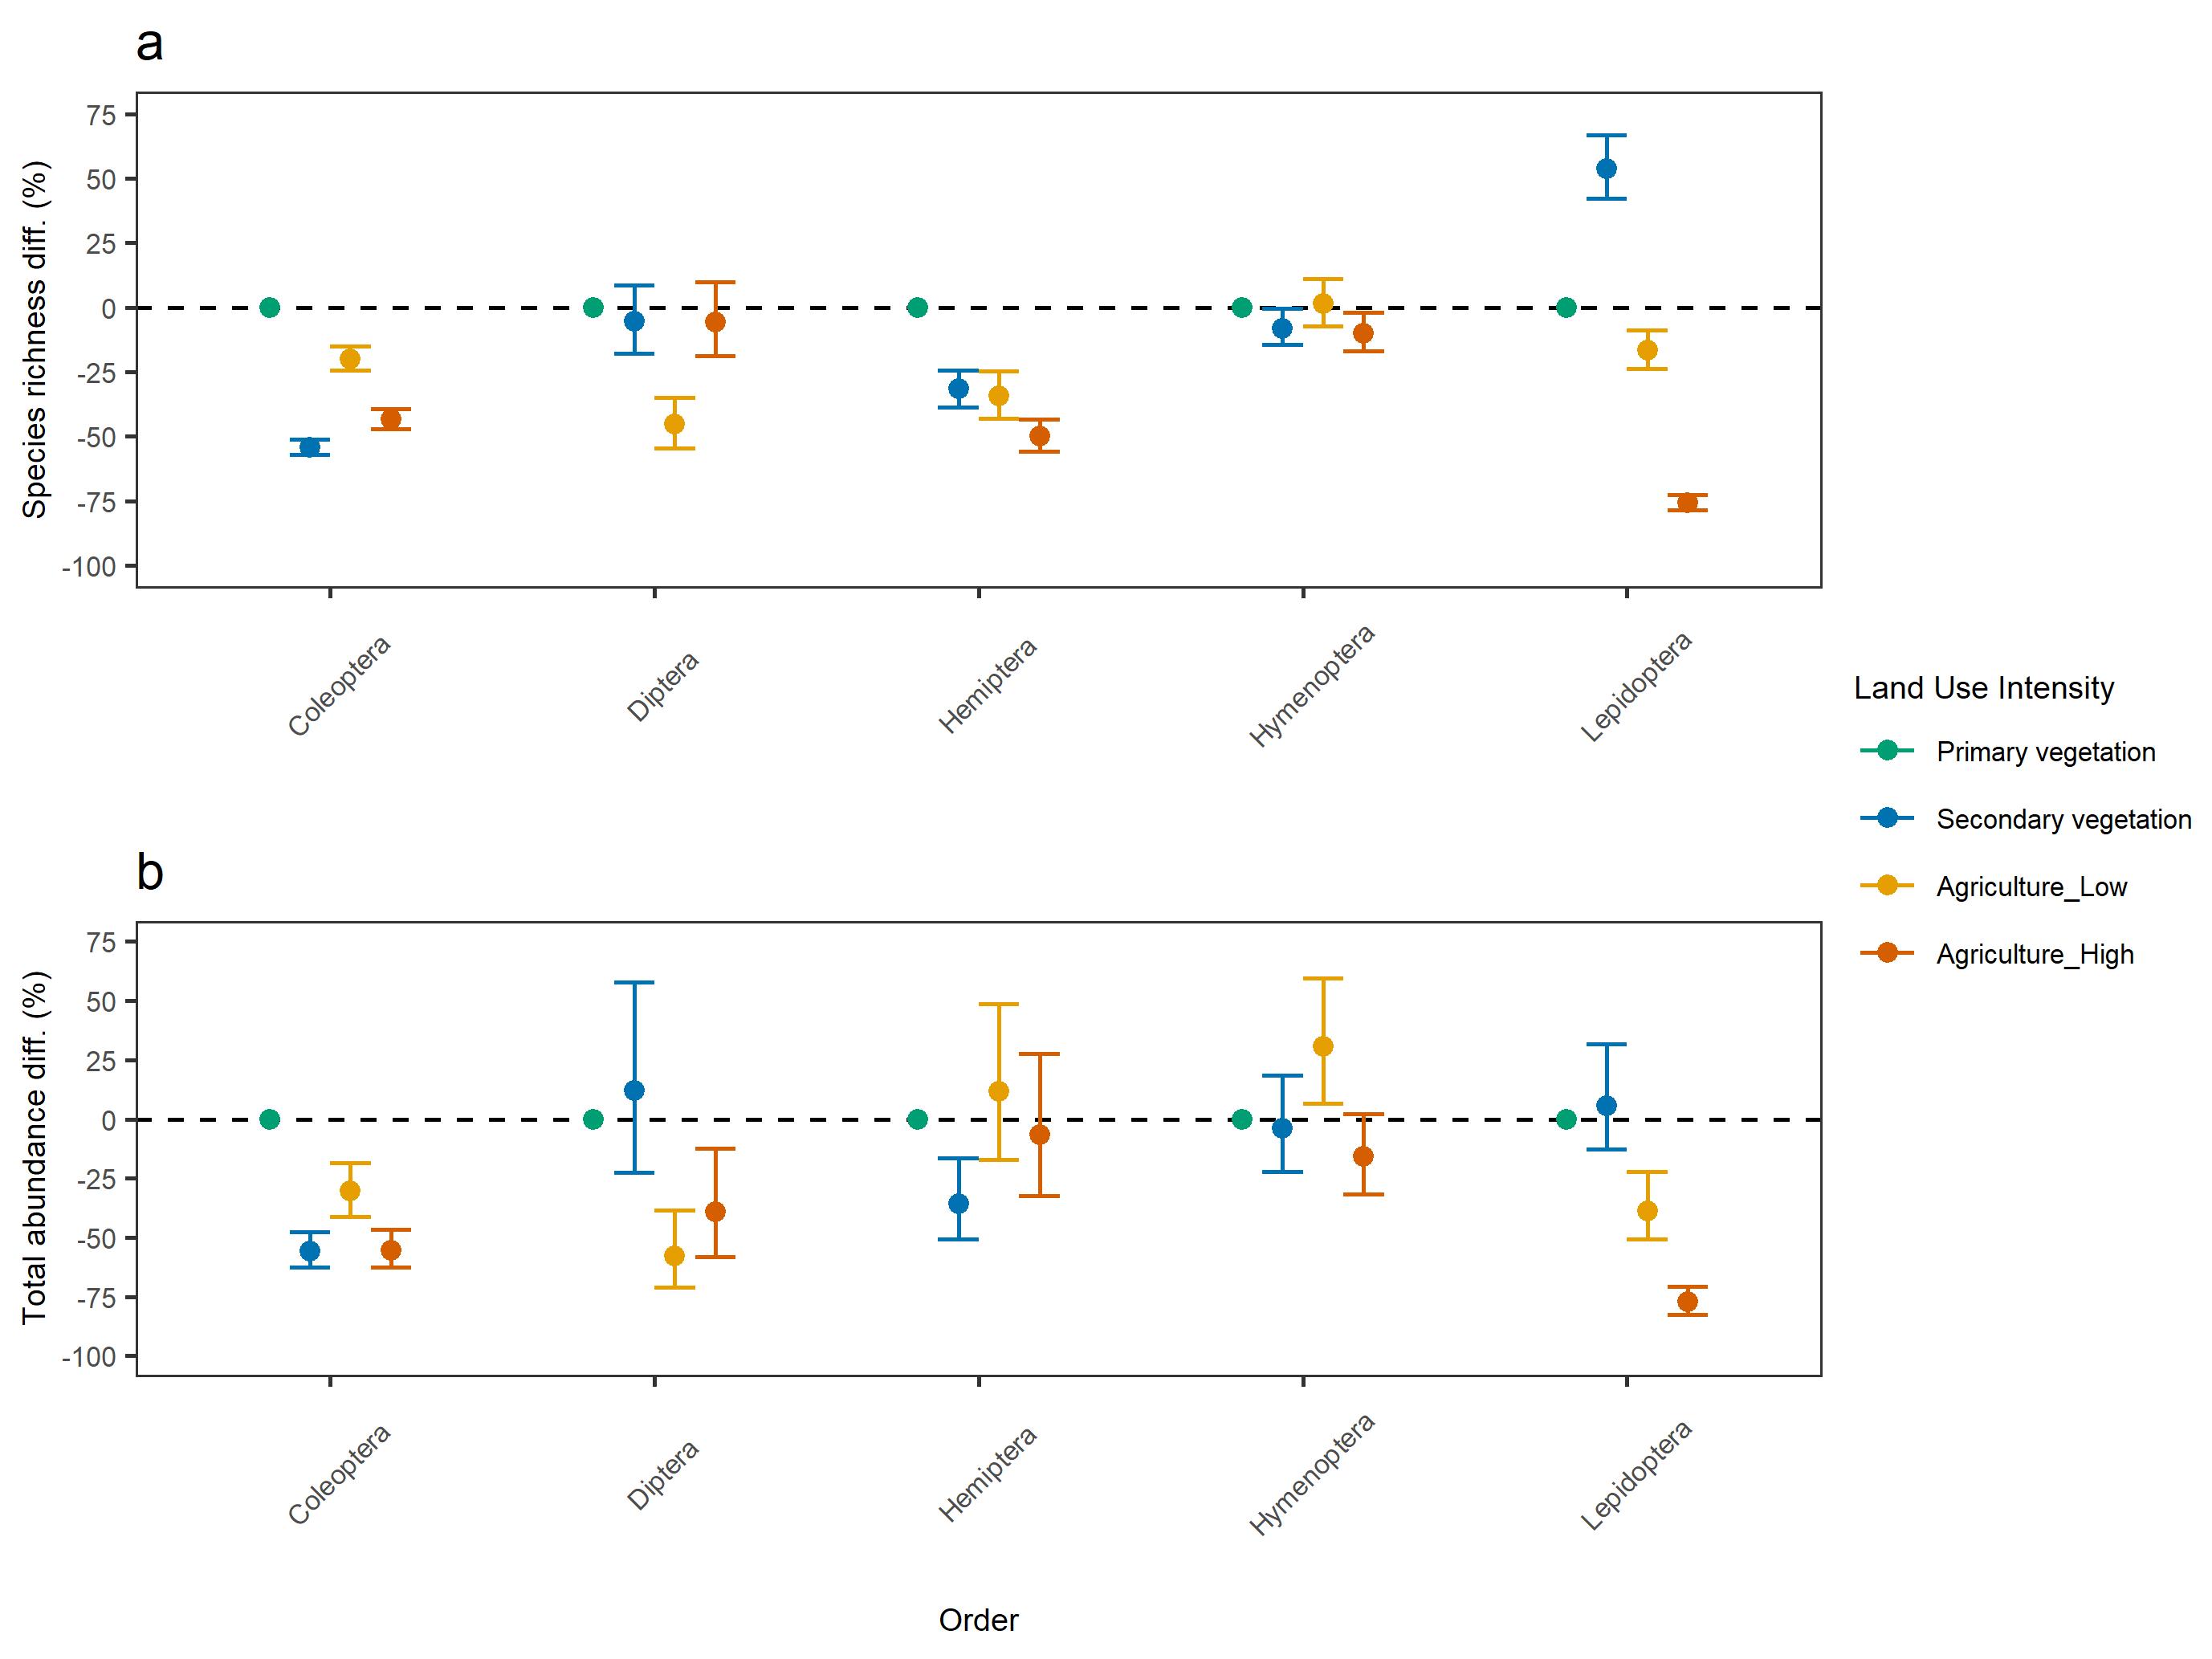 a
Species richness diff. (%)
75
50
25
0
-25
-50
-75
-100
Coleoptera
Diptera
Hemiptera
Hymenoptera
Lepidoptera
Land Use Intensity
Primary vegetation
Secondary vegetation
Agriculture_Low
Agriculture_High
b
Total abundance diff. (%)
75
50
25
0
-25
-50
-75
-100
Coleoptera
Diptera
Hemiptera
Hymenoptera
Lepidoptera
Order